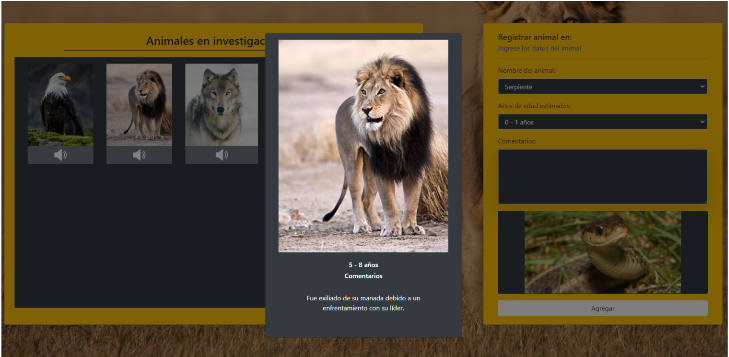 Animales en investigac
5 - 8 años
Comentarios
Fue exiliado de su manada debido a un
enfrentamiento con su líder.
Registrar animal en:
Ingrese los datos del animal
Nombre del animal:
Serpiente
Años de edad estimados:
0 - 1 años
Comentarios:
Agregar